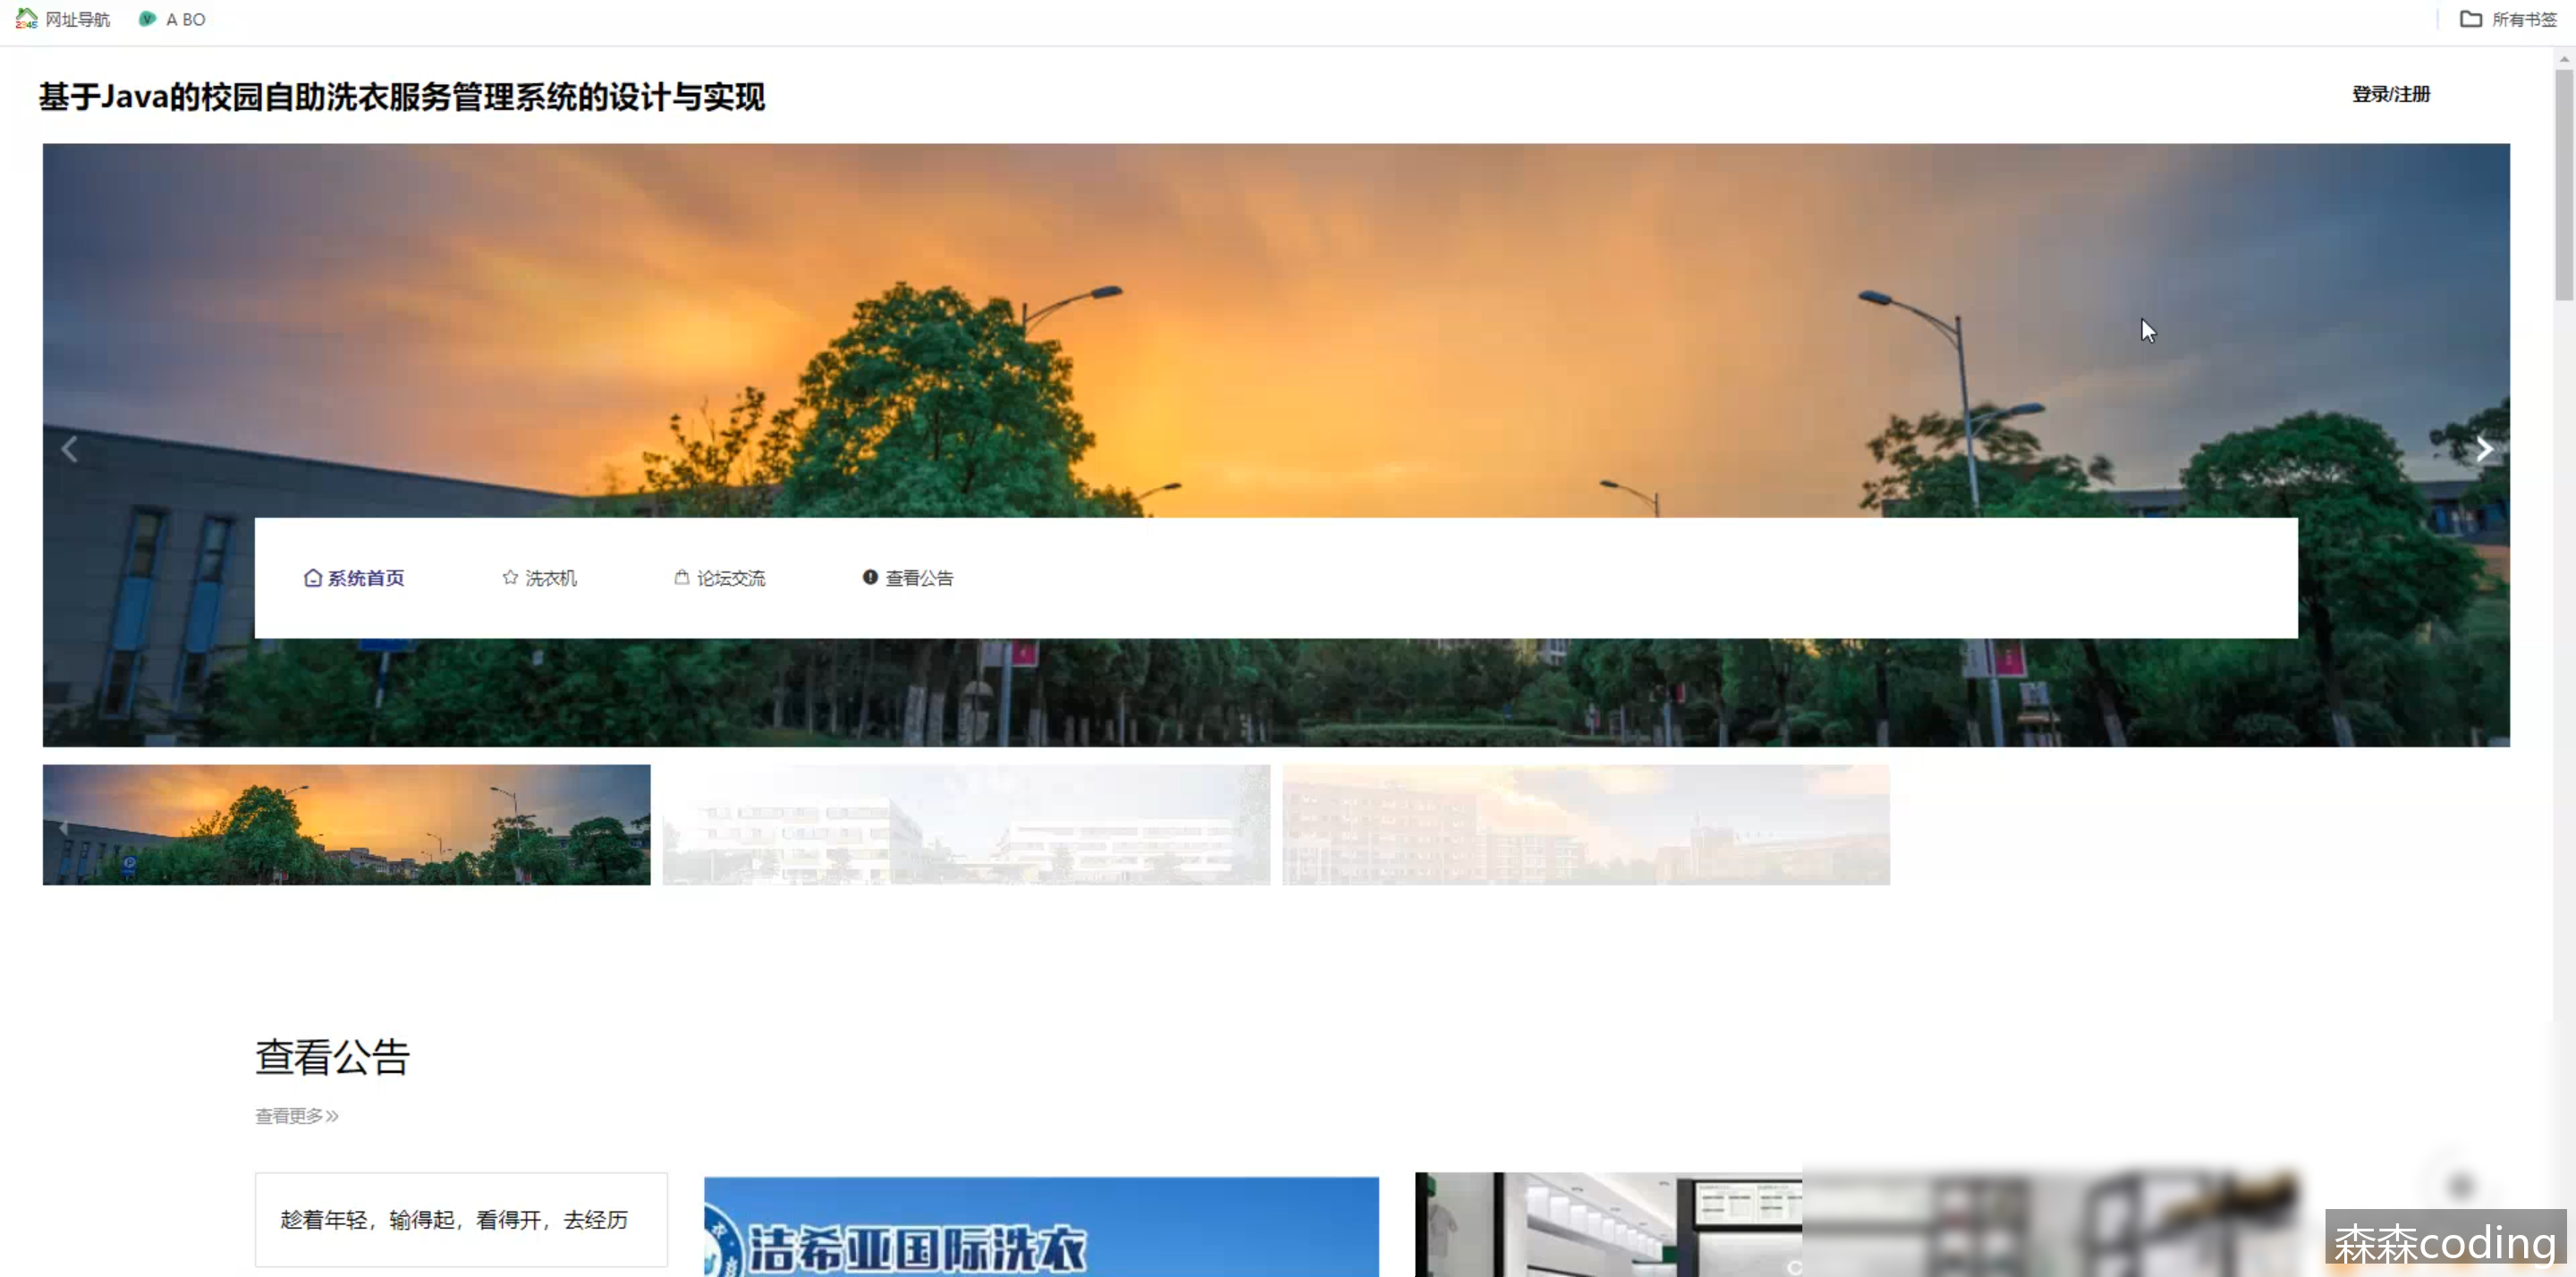 网址导航
A BO
所有书签
基于Java的校园自助洗衣服务管理系统的设计与实现
登录/注册
系统首页
洗衣机
论坛交流
查看公告
查看公告
查看更多»
趁着年轻，输得起，看得开，去经历
洁希亚国际洗衣
森森coding